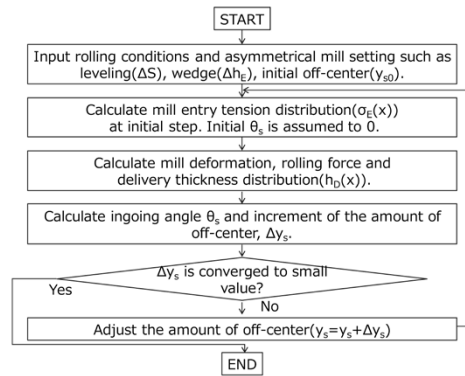 START
Input rolling conditions and asymmetrical mill setting such as
leveling(ΔS), wedge(Δh_E), initial off-center(y_s0).
Calculate mill entry tension distribution(σ_E(x))
at initial step. Initial θ_s is assumed to 0.
Calculate mill deformation, rolling force and
delivery thickness distribution(h_D(x)).
Calculate ingoing angle θ_s and increment of the amount of
off-center, Δy_s.
Δy_s is converged to small
value?
Yes
No
Adjust the amount of off-center(y_s=y_s+Δy_s)
END